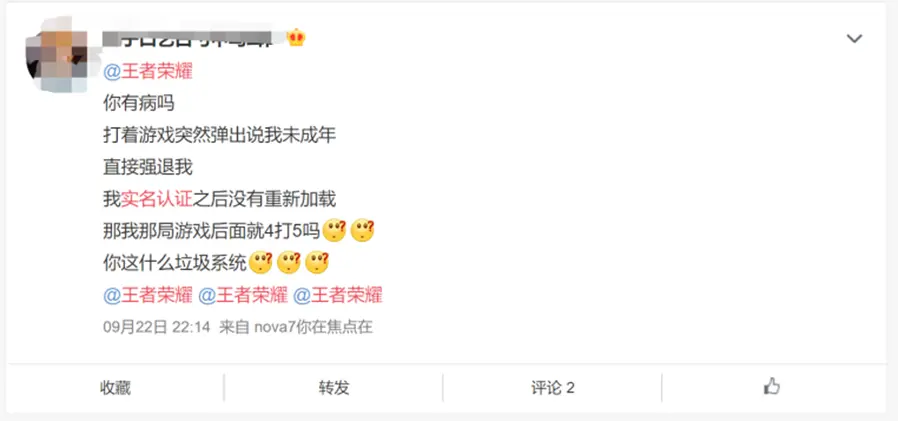 @王者荣耀
你有病吗
打着游戏突然弹出说我未成年
直接强退我
我实名认证之后没有重新加载
那我那局游戏后面就4打5吗
你这什么垃圾系统
@王者荣耀 @王者荣耀 @王者荣耀
09月22日 22:14 来自 nova7你在焦点在
收藏
转发
评论 2